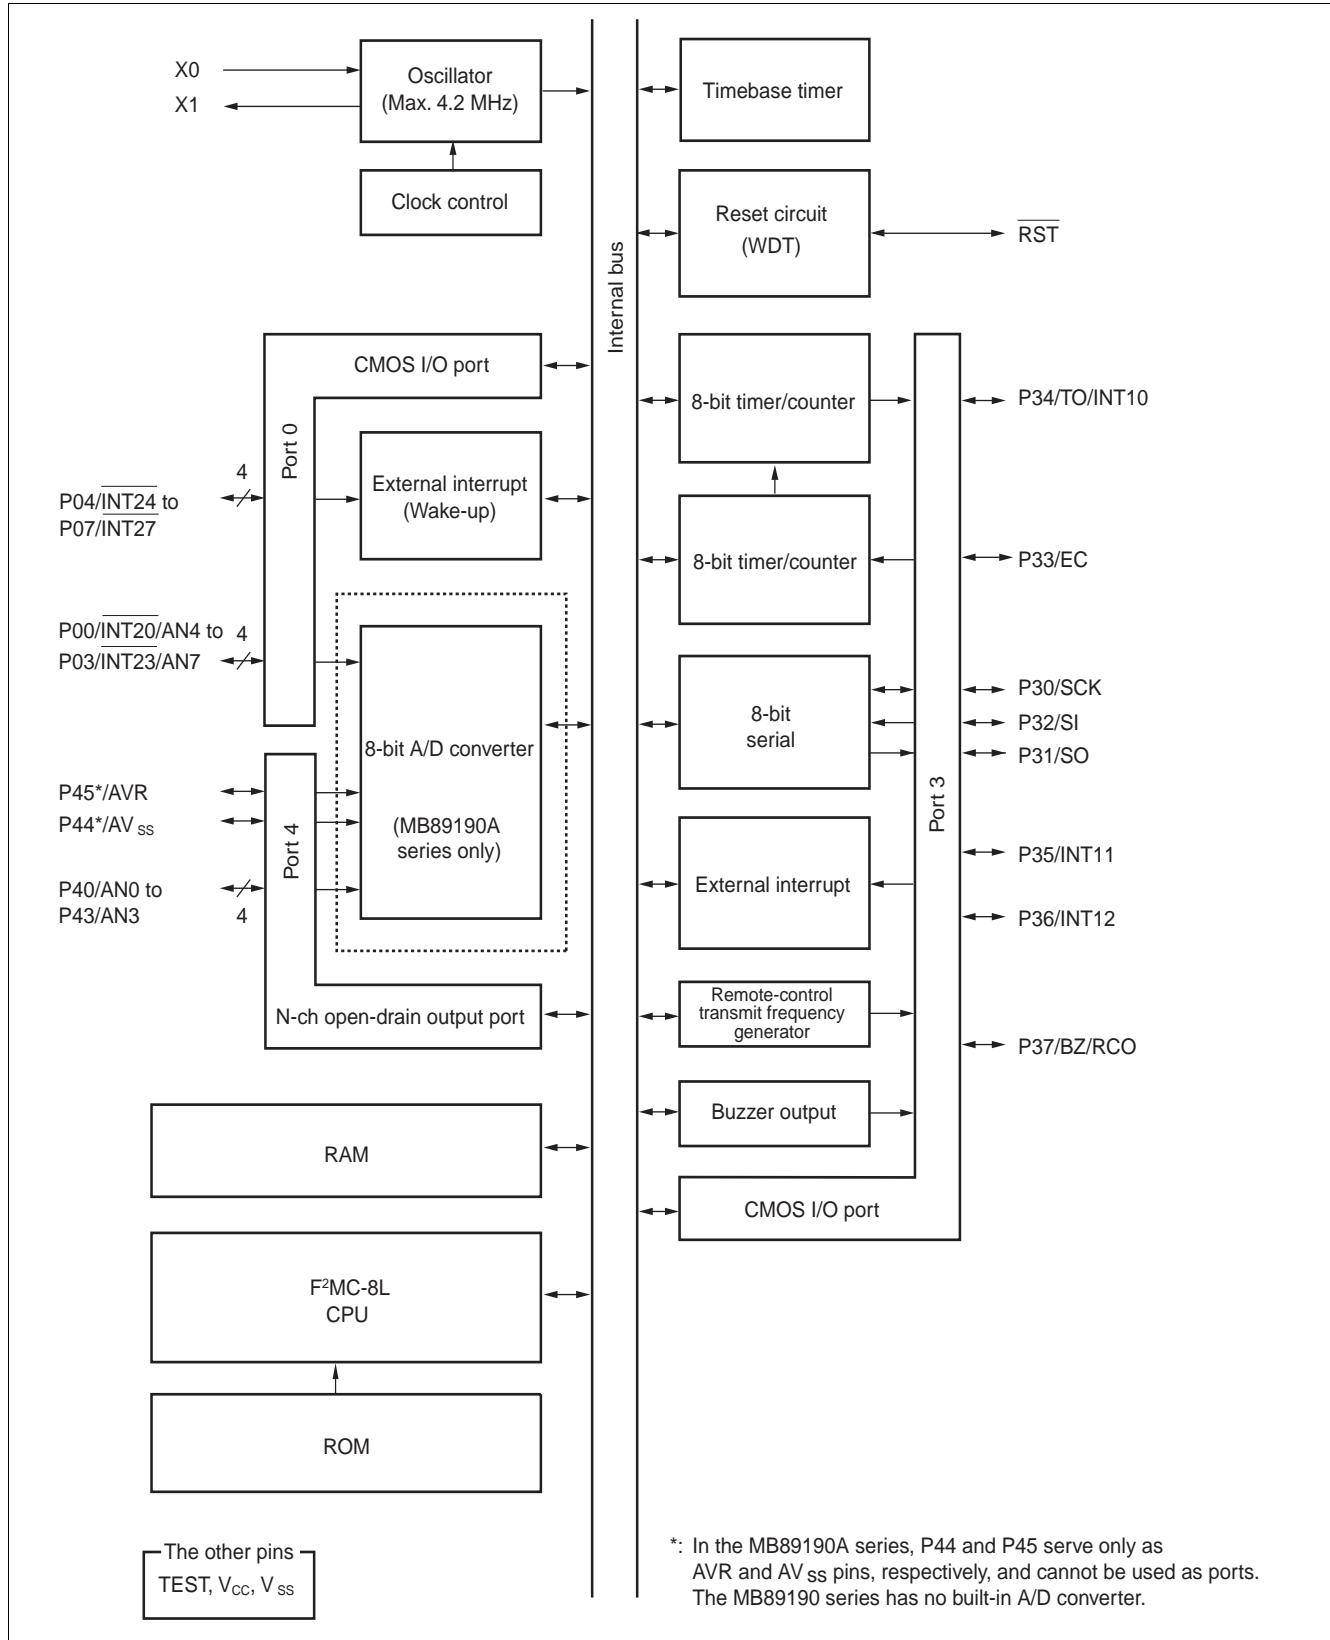 X0
X1
Oscillator
(Max. 4.2 MHz)
Clock control
CMOS I/O port
Port 0
External interrupt
(Wake-up)
4
P04/INT24 to
P07/INT27
P00/INT20/AN4 to
P03/INT23/AN7
4
8-bit A/D converter
(MB89190A
series only)
P45*/AVR
P44*/AV SS
P40/AN0 to
P43/AN3
4
Port 4
N-ch open-drain output port
RAM
F²MC-8L
CPU
ROM
The other pins
TEST, VCC, V SS
Internal bus
Timebase timer
Reset circuit
(WDT)
RST
8-bit timer/counter
P34/TO/INT10
8-bit timer/counter
P33/EC
8-bit
serial
P30/SCK
P32/SI
P31/SO
Port 3
External interrupt
P35/INT11
P36/INT12
Remote-control
transmit frequency
generator
P37/BZ/RCO
Buzzer output
CMOS I/O port
*: In the MB89190A series, P44 and P45 serve only as
AVR and AV SS pins, respectively, and cannot be used as ports.
The MB89190 series has no built-in A/D converter.